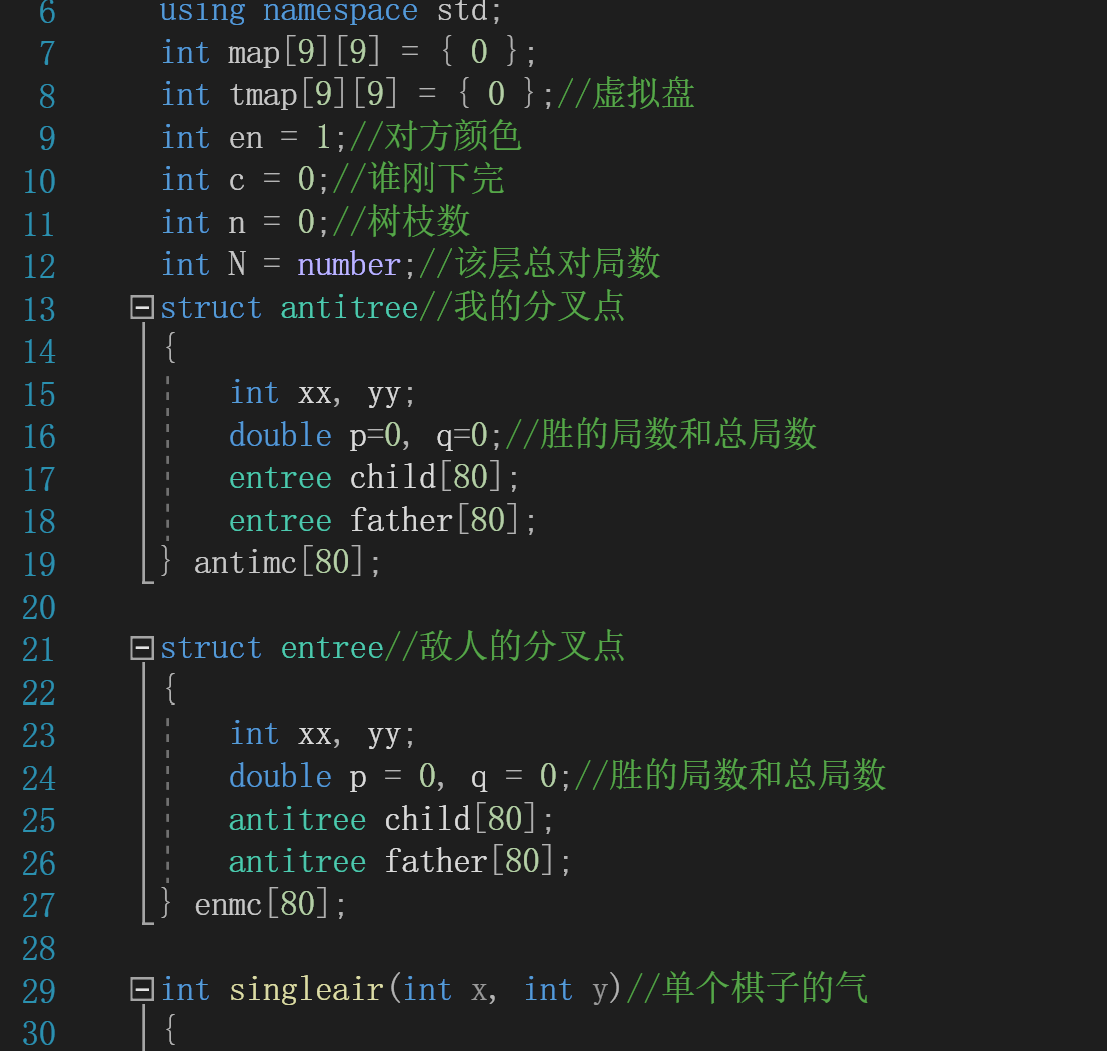 6 using namespace std;
7 int map[9][9] = { 0 };
8 int tmap[9][9] = { 0 };//虚拟盘
9 int en = 1;//对方颜色
10 int c = 0;//谁刚下完
11 int n = 0;//树枝数
12 int N = number;//该层总对局数
13 struct antitree//我的分叉点
14 {
15 int xx, yy;
16 double p=0, q=0;//胜的局数和总局数
17 entree child[80];
18 entree father[80];
19 } antimc[80];
20
21 struct entree//敌人的分叉点
22 {
23 int xx, yy;
24 double p = 0, q = 0;//胜的局数和总局数
25 antitree child[80];
26 antitree father[80];
27 } enmc[80];
28
29 int singleair(int x, int y)//单个棋子的气
30 {